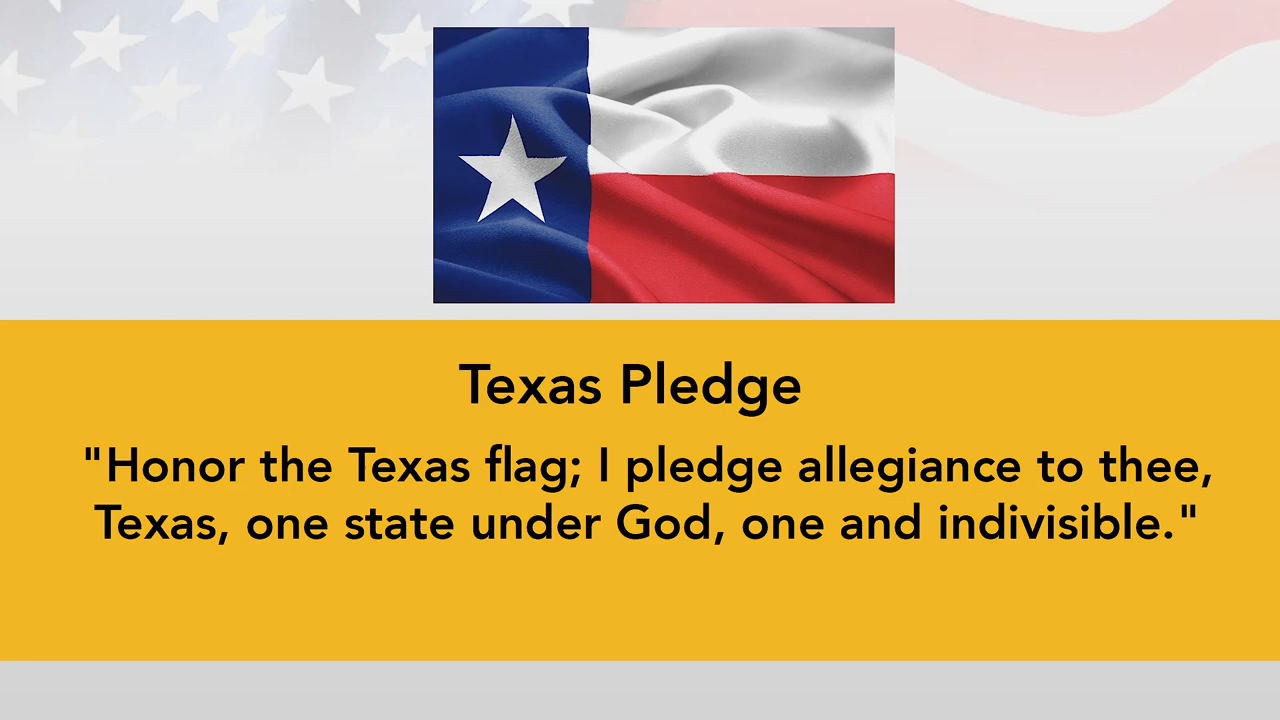 Texas Pledge
"Honor the Texas flag; I pledge allegiance to thee,
Texas, one state under God, one and indivisible."